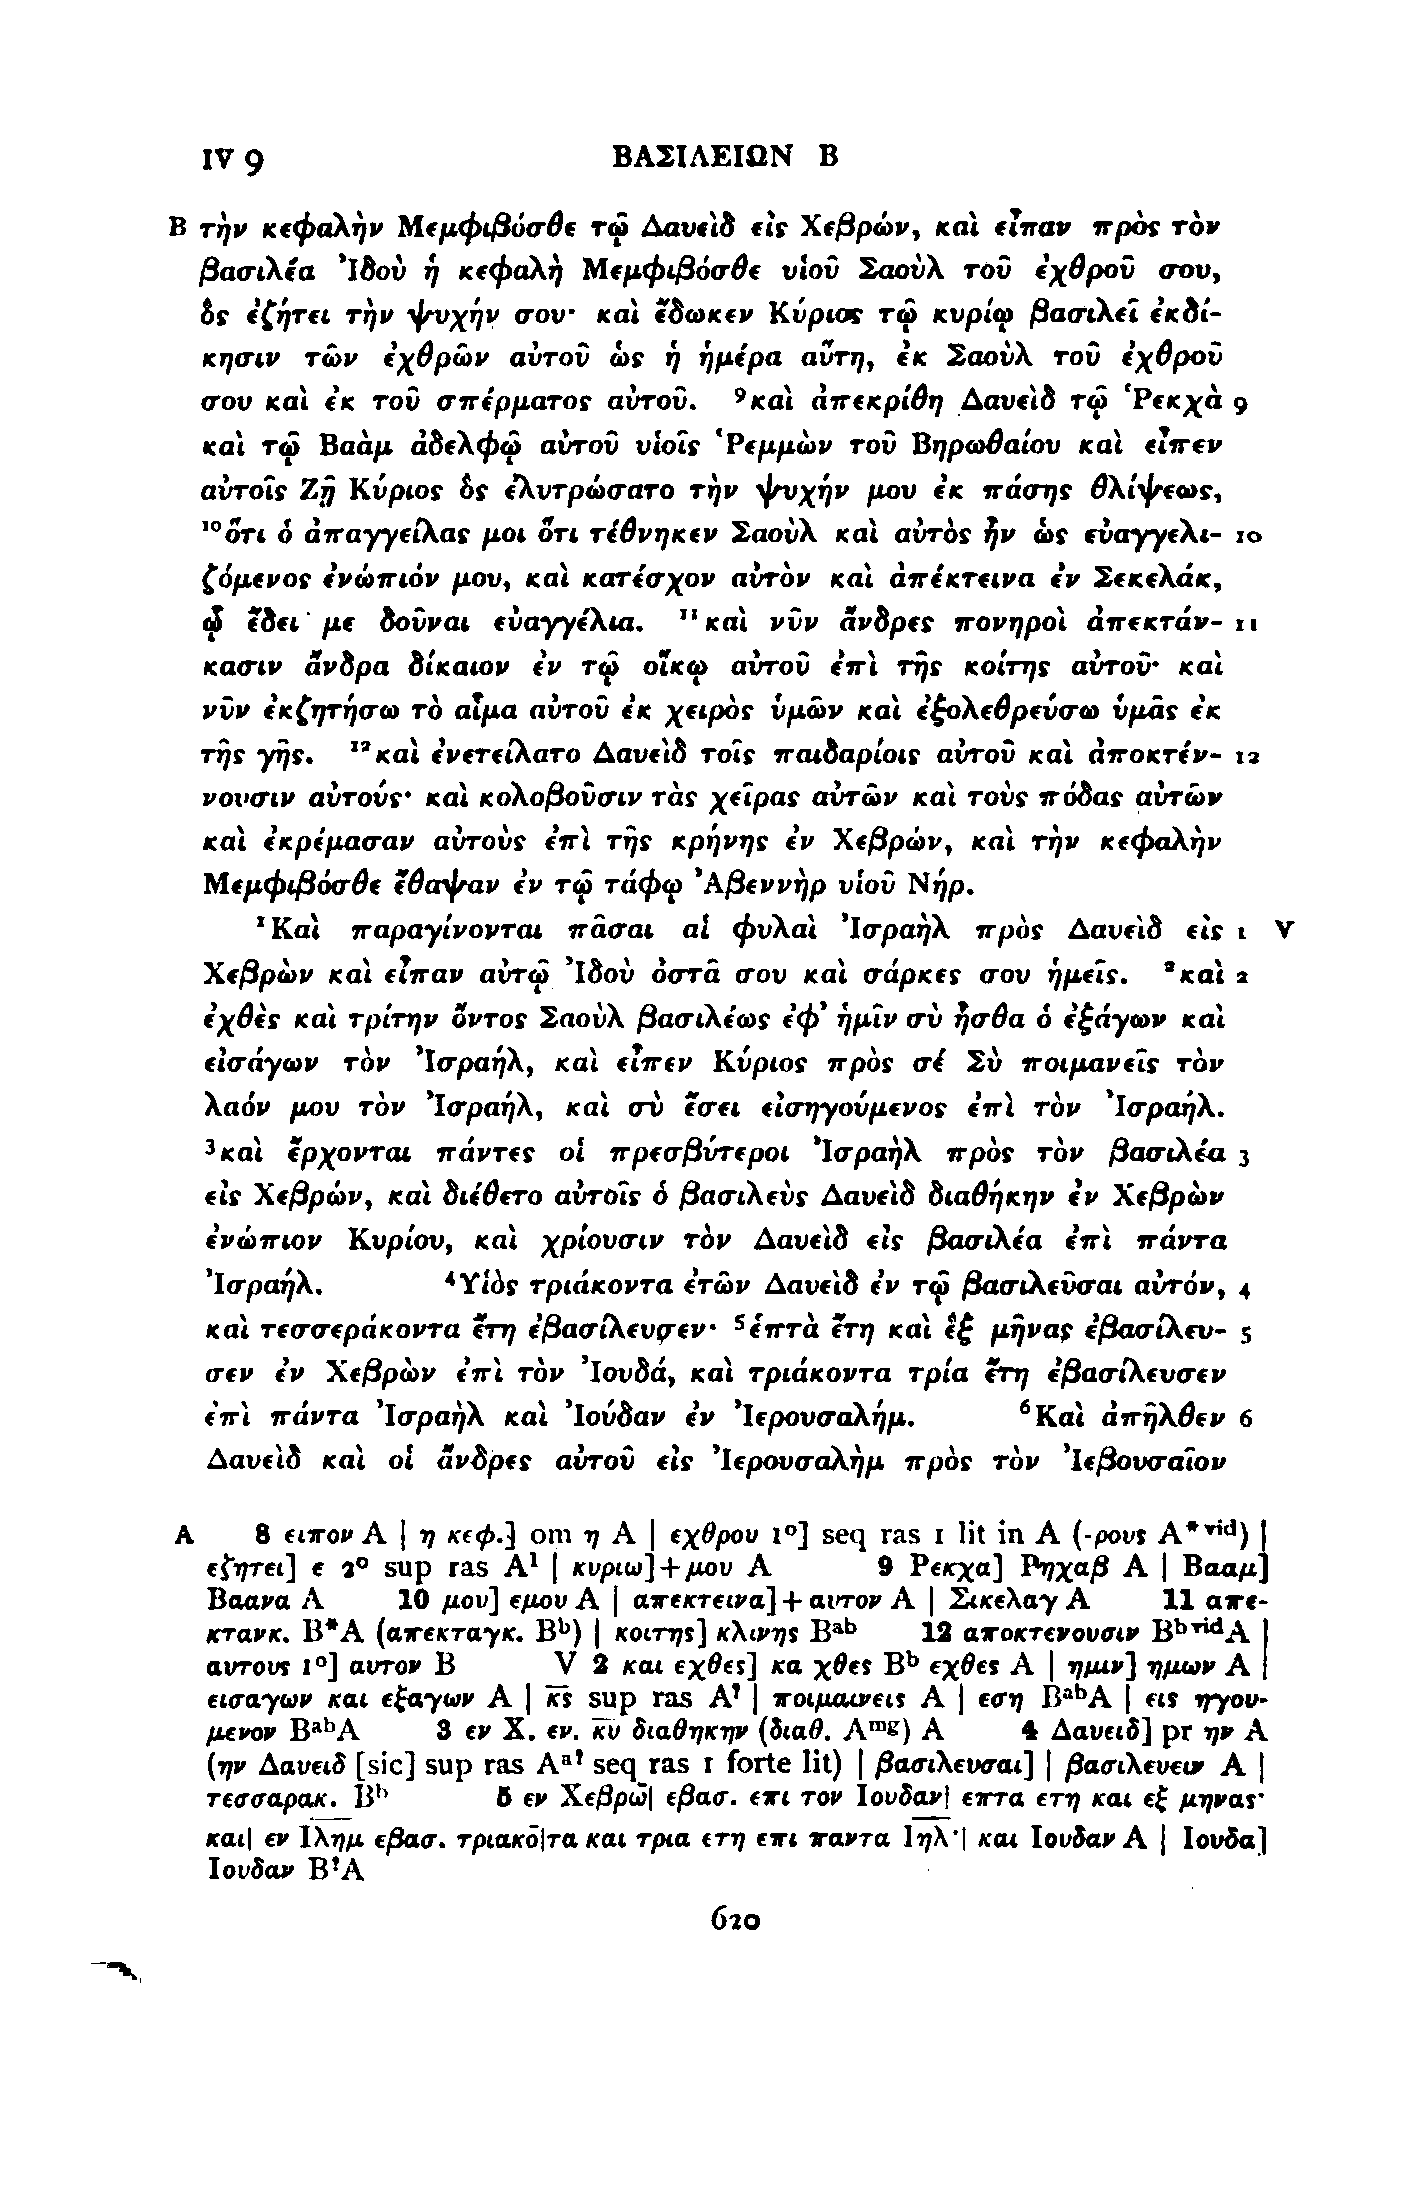 IV 9 ΒΑΣΙΛΕΙΩΝ Β
B τὴν κεφαλὴν Μεμφιβόσθε τῷ Δαυεὶδ εἰς Χεβρών, καὶ εἶπαν πρὸς τὸν
βασιλέα Ἰδοὺ ἡ κεφαλὴ Μεμφιβόσθε υἱοῦ Σαοὺλ τοῦ ἐχθροῦ σου,
ὃς ἐζήτει τὴν ψυχήν σου· καὶ ἔδωκεν Κύριος τῷ κυρίῳ βασιλεῖ ἐκδί-
κησιν τῶν ἐχθρῶν αὐτοῦ ὡς ἡ ἡμέρα αὕτη, ἐκ Σαοὺλ τοῦ ἐχθροῦ
σου καὶ ἐκ τοῦ σπέρματος αὐτοῦ. ⁹καὶ ἀπεκρίθη Δαυεὶδ τῷ Ῥεκχὰ 9
καὶ τῷ Βαὰμ ἀδελφῷ αὐτοῦ υἱοῖς Ῥεμμὼν τοῦ Βηρωθαίου καὶ εἶπεν
αὐτοῖς Ζῇ Κύριος ὃς ἐλυτρώσατο τὴν ψυχήν μου ἐκ πάσης θλίψεως,
¹⁰ὅτι ὁ ἀπαγγείλας μοι ὅτι τέθνηκεν Σαοὺλ καὶ αὐτὸς ἦν ὡς εὐαγγελι- 10
ζόμενος ἐνώπιόν μου, καὶ κατέσχον αὐτὸν καὶ ἀπέκτεινα ἐν Σεκελάκ,
ᾧ ἔδει με δοῦναι εὐαγγέλια. ¹¹καὶ νῦν ἄνδρες πονηροὶ ἀπεκτάν- 11
κασιν ἄνδρα δίκαιον ἐν τῷ οἴκῳ αὐτοῦ ἐπὶ τῆς κοίτης αὐτοῦ· καὶ
νῦν ἐκζητήσω τὸ αἷμα αὐτοῦ ἐκ χειρὸς ὑμῶν καὶ ἐξολεθρεύσω ὑμᾶς ἐκ
τῆς γῆς. ¹²καὶ ἐνετείλατο Δαυεὶδ τοῖς παιδαρίοις αὐτοῦ καὶ ἀποκτέν- 12
νουσιν αὐτούς· καὶ κολοβοῦσιν τὰς χεῖρας αὐτῶν καὶ τοὺς πόδας αὐτῶν
καὶ ἐκρέμασαν αὐτοὺς ἐπὶ τῆς κρήνης ἐν Χεβρών, καὶ τὴν κεφαλὴν
Μεμφιβόσθε ἔθαψαν ἐν τῷ τάφῳ Ἀβεννὴρ υἱοῦ Νήρ.
¹Καὶ παραγίνονται πᾶσαι αἱ φυλαὶ Ἰσραὴλ πρὸς Δαυεὶδ εἰς 1 V
Χεβρὼν καὶ εἶπαν αὐτῷ Ἰδοὺ ὀστᾶ σου καὶ σάρκες σου ἡμεῖς. ²καὶ 2
ἐχθὲς καὶ τρίτην ὄντος Σαοὺλ βασιλέως ἐφ’ ἡμῖν σὺ ἦσθα ὁ ἐξάγων καὶ
εἰσάγων τὸν Ἰσραήλ, καὶ εἶπεν Κύριος πρὸς σέ Σὺ ποιμανεῖς τὸν
λαόν μου τὸν Ἰσραήλ, καὶ σὺ ἔσει εἰσηγούμενος ἐπὶ τὸν Ἰσραήλ.
³καὶ ἔρχονται πάντες οἱ πρεσβύτεροι Ἰσραὴλ πρὸς τὸν βασιλέα 3
εἰς Χεβρών, καὶ διέθετο αὐτοῖς ὁ βασιλεὺς Δαυεὶδ διαθήκην ἐν Χεβρὼν
ἐνώπιον Κυρίου, καὶ χρίουσιν τὸν Δαυεὶδ εἰς βασιλέα ἐπὶ πάντα
Ἰσραήλ. ⁴Υἱὸς τριάκοντα ἐτῶν Δαυεὶδ ἐν τῷ βασιλεῦσαι αὐτόν, 4
καὶ τεσσεράκοντα ἔτη ἐβασίλευσεν· ⁵ἑπτὰ ἔτη καὶ ἓξ μῆνας ἐβασίλευ- 5
σεν ἐν Χεβρὼν ἐπὶ τὸν Ἰουδά, καὶ τριάκοντα τρία ἔτη ἐβασίλευσεν
ἐπὶ πάντα Ἰσραὴλ καὶ Ἰούδαν ἐν Ἰερουσαλήμ. ⁶Καὶ ἀπῆλθεν 6
Δαυεὶδ καὶ οἱ ἄνδρες αὐτοῦ εἰς Ἰερουσαλὴμ πρὸς τὸν Ἰεβουσαῖον
A 8 ειπον A | η κεφ.] om η A | εχθρου 1°] seq ras 1 lit in A (-ρους A*vid) |
εζητει] ε 2° sup ras A¹ | κυριω]+μου A 9 Ρεκχα] Ρηχαβ A | Βααμ]
Βαανα A 10 μου] εμου A | απεκτεινα]+αυτον A | Σικελαγ A 11 απε-
κτανκ. B*A (απεκταγκ. Bᵇ) | κοιτης] κλινης Bᵃᵇ 12 αποκτενουσιν BᵇvidA |
αυτους 1°] αυτον B V 2 και εχθες] κα χθες Bᵇ εχθες A | ημιν] ημων A |
εισαγων και εξαγων A | κ̅ς̅ sup ras A? | ποιμαινεις A | εση BᵃᵇA | εις ηγου-
μενον BᵃᵇA 3 εν Χ. εν. κ̅υ̅ διαθηκην (διαθ. Aᵐᵍ) A 4 Δαυειδ] pr ην A
(ην Δαυειδ [sic] sup ras Aᵃ? seq ras 1 forte lit) | βασιλευσαι] | βασιλευειν A |
τεσσαρακ. Bᵇ 5 εν Χεβρω̅| εβασ. επι τον Ιουδαν| επτα ετη και εξ μηνας·
και| εν Ι̅λ̅η̅μ̅ εβασ. τριακο̅|τα και τρια ετη επι παντα Ι̅η̅λ̅·| και Ιουδαν A | Ιουδα]
Ιουδαν B?A
620